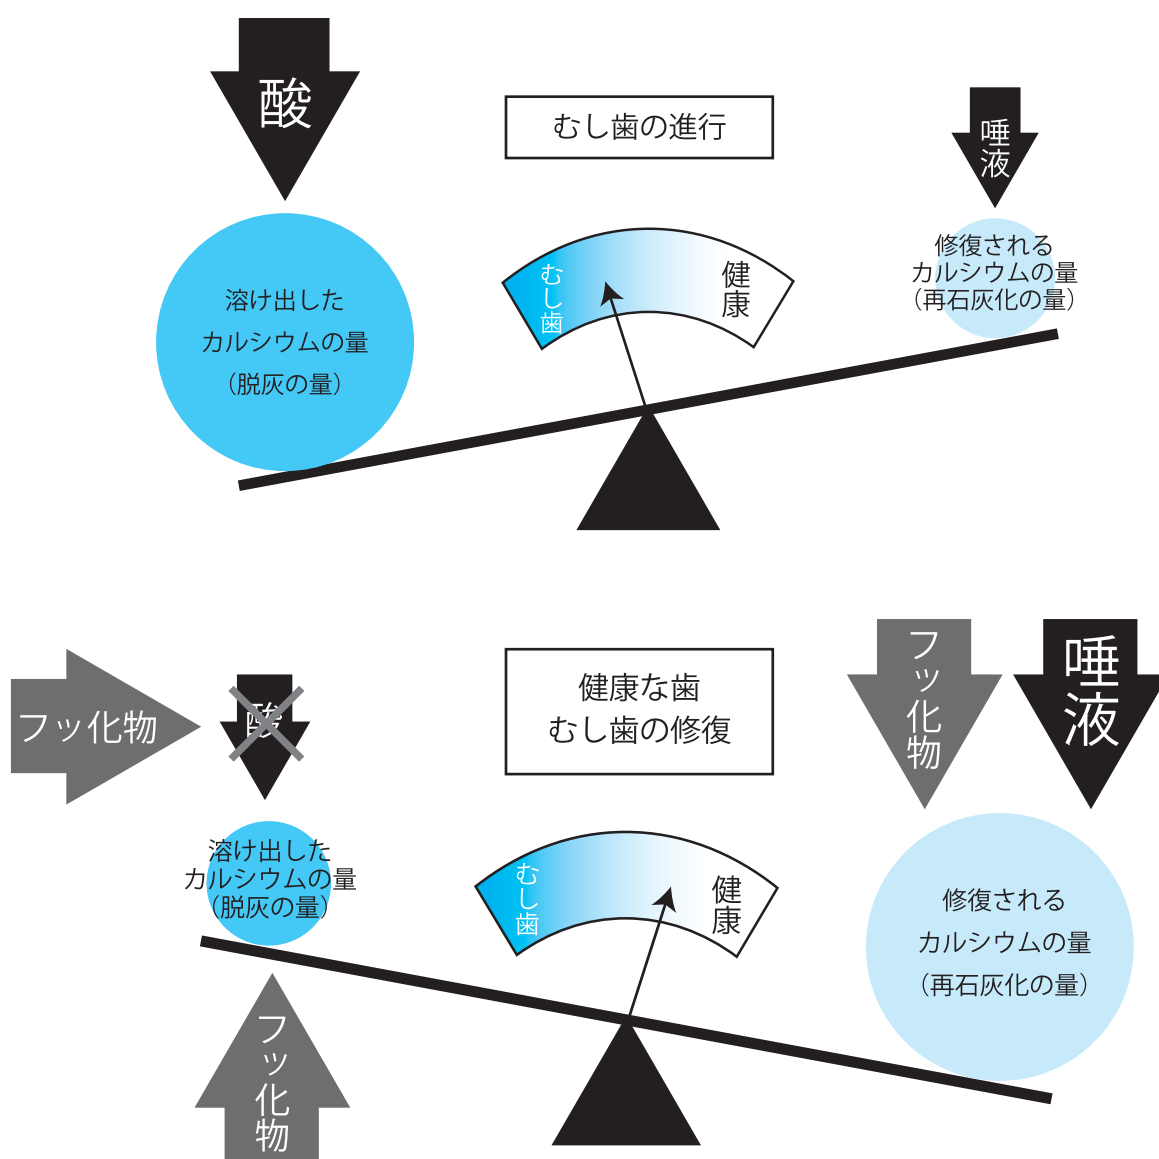 酸
むし歯の進行
唾液
溶け出した
カルシウムの量
（脱灰の量）
むし歯
健康
修復される
カルシウムの量
（再石灰化の量）
フッ化物
酸
健康な歯
むし歯の修復
フッ化物
唾液
溶け出した
カルシウムの量
（脱灰の量）
むし歯
健康
修復される
カルシウムの量
（再石灰化の量）
フッ化物